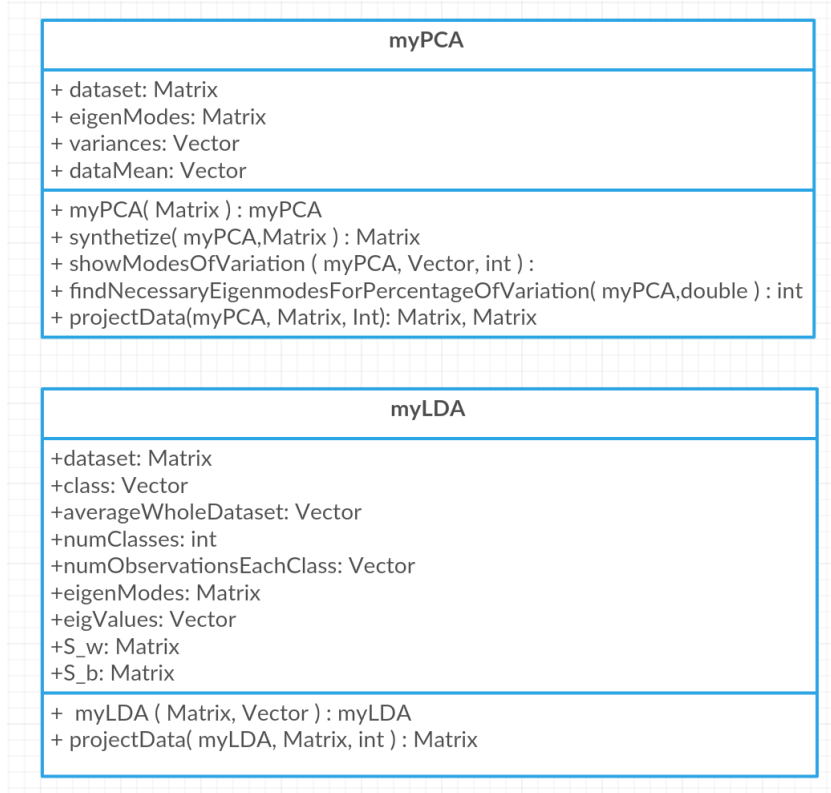 myPCA
+ dataset: Matrix
+ eigenModes: Matrix
+ variances: Vector
+ dataMean: Vector
+ myPCA( Matrix ) : myPCA
+ synthetize( myPCA,Matrix ) : Matrix
+ showModesOfVariation ( myPCA, Vector, int ) :
+ findNecessaryEigenmodesForPercentageOfVariation( myPCA,double ) : int
+ projectData(myPCA, Matrix, Int): Matrix, Matrix
myLDA
+dataset: Matrix
+class: Vector
+averageWholeDataset: Vector
+numClasses: int
+numObservationsEachClass: Vector
+eigenModes: Matrix
+eigValues: Vector
+S_w: Matrix
+S_b: Matrix
+ myLDA ( Matrix, Vector ) : myLDA
+ projectData( myLDA, Matrix, int ) : Matrix